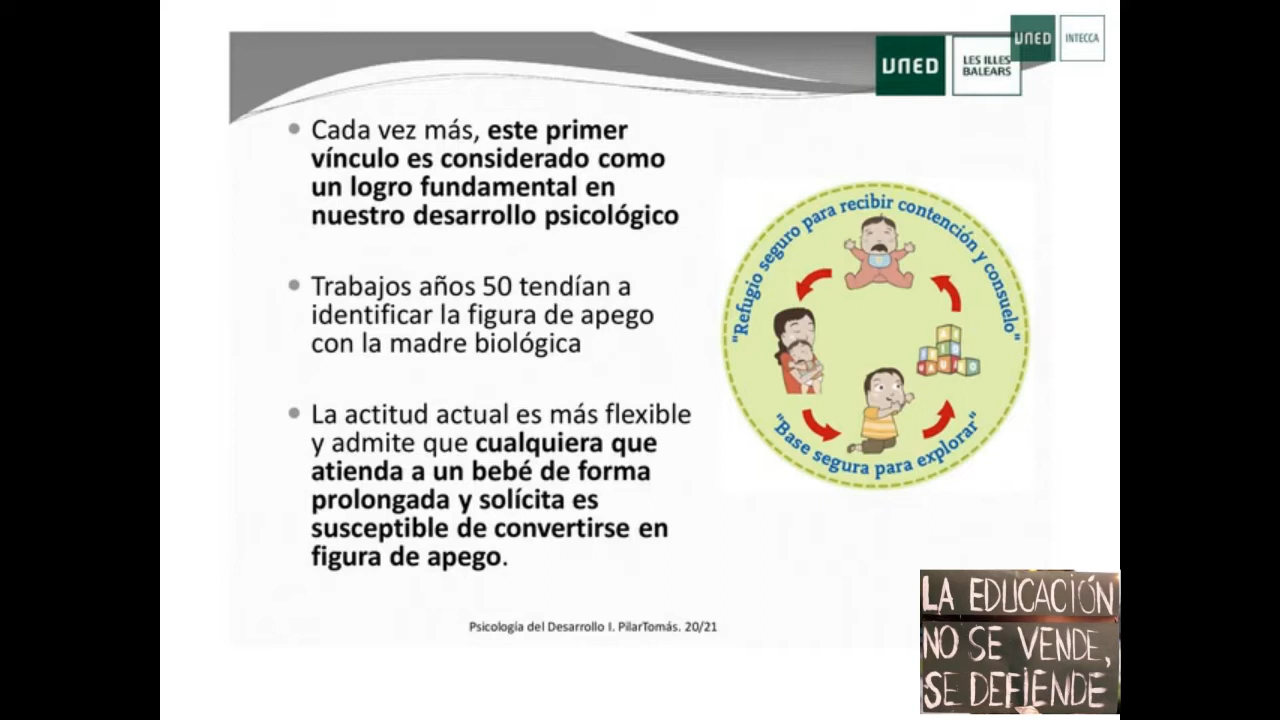 UNED
INTECCA
UNED
LES ILLES
BALEARS
Cada vez más, este primer
vínculo es considerado como
un logro fundamental en
nuestro desarrollo psicológico
Trabajos años 50 tendían a
identificar la figura de apego
con la madre biológica
La actitud actual es más flexible
y admite que cualquiera que
atienda a un bebé de forma
prolongada y solícita es
susceptible de convertirse en
figura de apego.
"Refugio seguro para recibir contención y consuelo"
"Base segura para explorar"
Psicología del Desarrollo I. PilarTomás. 20/21
LA EDUCACIÓN
NO SE VENDE,
SE DEFIENDE